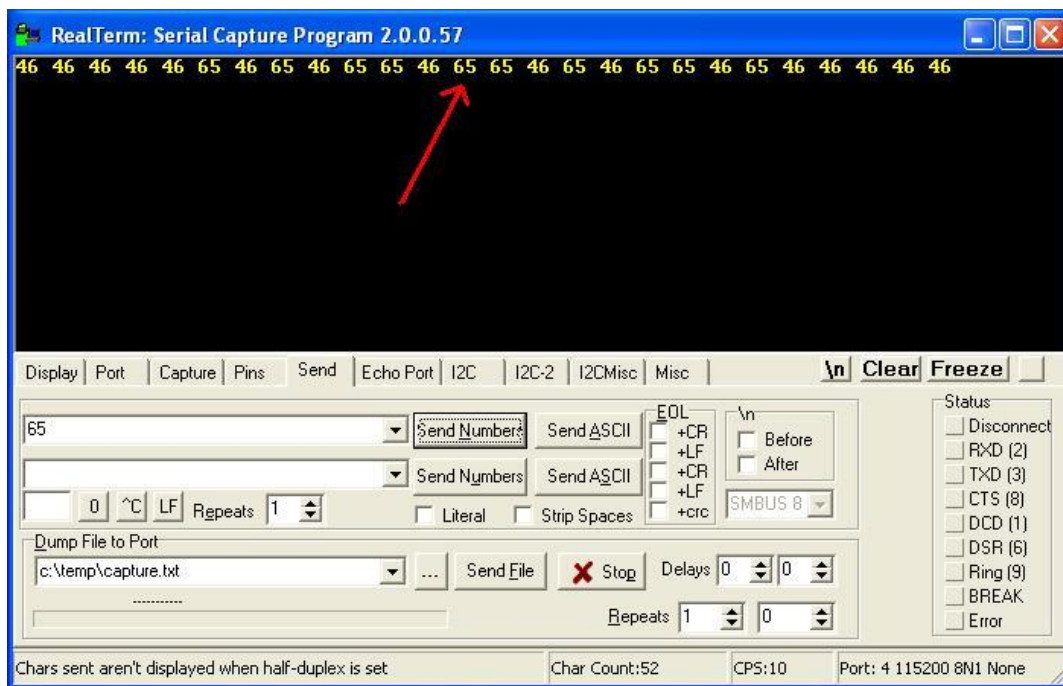 RealTerm: Serial Capture Program 2.0.0.57
46 46 46 46 46 65 46 65 46 65 65 46 65 65 46 65 46 65 65 46 65 46 46 46 46 46
Display Port Capture Pins Send Echo Port I2C I2C-2 I2CMisc Misc \n Clear Freeze
65 Send Numbers Send ASCII
Send Numbers Send ASCII
0 ^C LF Repeats 1
Literal Strip Spaces
EOL
+CR
+LF
+CR
+LF
+crc
\n
Before
After
SMBUS 8
Dump File to Port
c:\temp\capture.txt ... Send File Stop Delays 0 0
-----------
Repeats 1 0
Status
Disconnect
RXD (2)
TXD (3)
CTS (8)
DCD (1)
DSR (6)
Ring (9)
BREAK
Error
Chars sent aren't displayed when half-duplex is set Char Count:52 CPS:10 Port: 4 115200 8N1 None